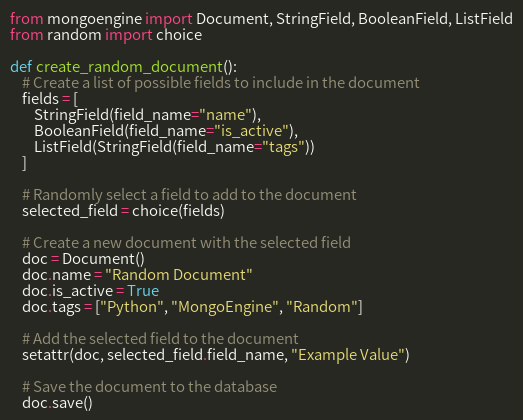 from mongoengine import Document, StringField, BooleanField, ListField
from random import choice

def create_random_document():
    # Create a list of possible fields to include in the document
    fields = [
        StringField(field_name="name"),
        BooleanField(field_name="is_active"),
        ListField(StringField(field_name="tags"))
    ]

    # Randomly select a field to add to the document
    selected_field = choice(fields)

    # Create a new document with the selected field
    doc = Document()
    doc.name = "Random Document"
    doc.is_active = True
    doc.tags = ["Python", "MongoEngine", "Random"]

    # Add the selected field to the document
    setattr(doc, selected_field.field_name, "Example Value")

    # Save the document to the database
    doc.save()